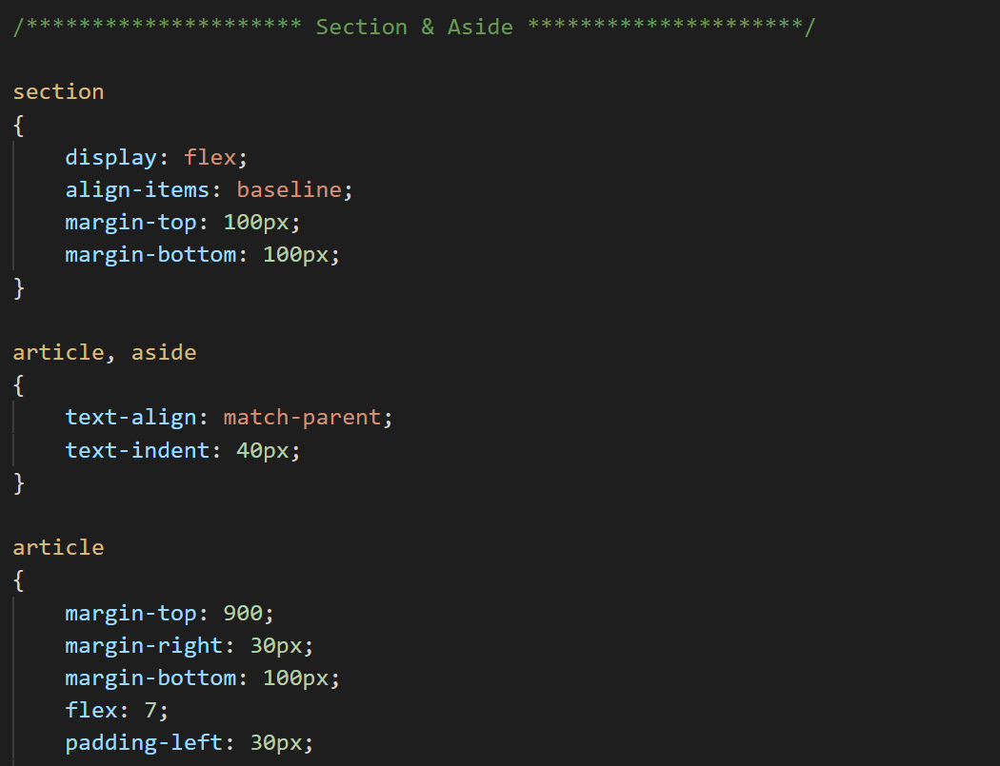 /********************* Section & Aside *********************/
section
{
display: flex;
align-items: baseline;
margin-top: 100px;
margin-bottom: 100px;
}
article, aside
{
text-align: match-parent;
text-indent: 40px;
}
article
{
margin-top: 900;
margin-right: 30px;
margin-bottom: 100px;
flex: 7;
padding-left: 30px;